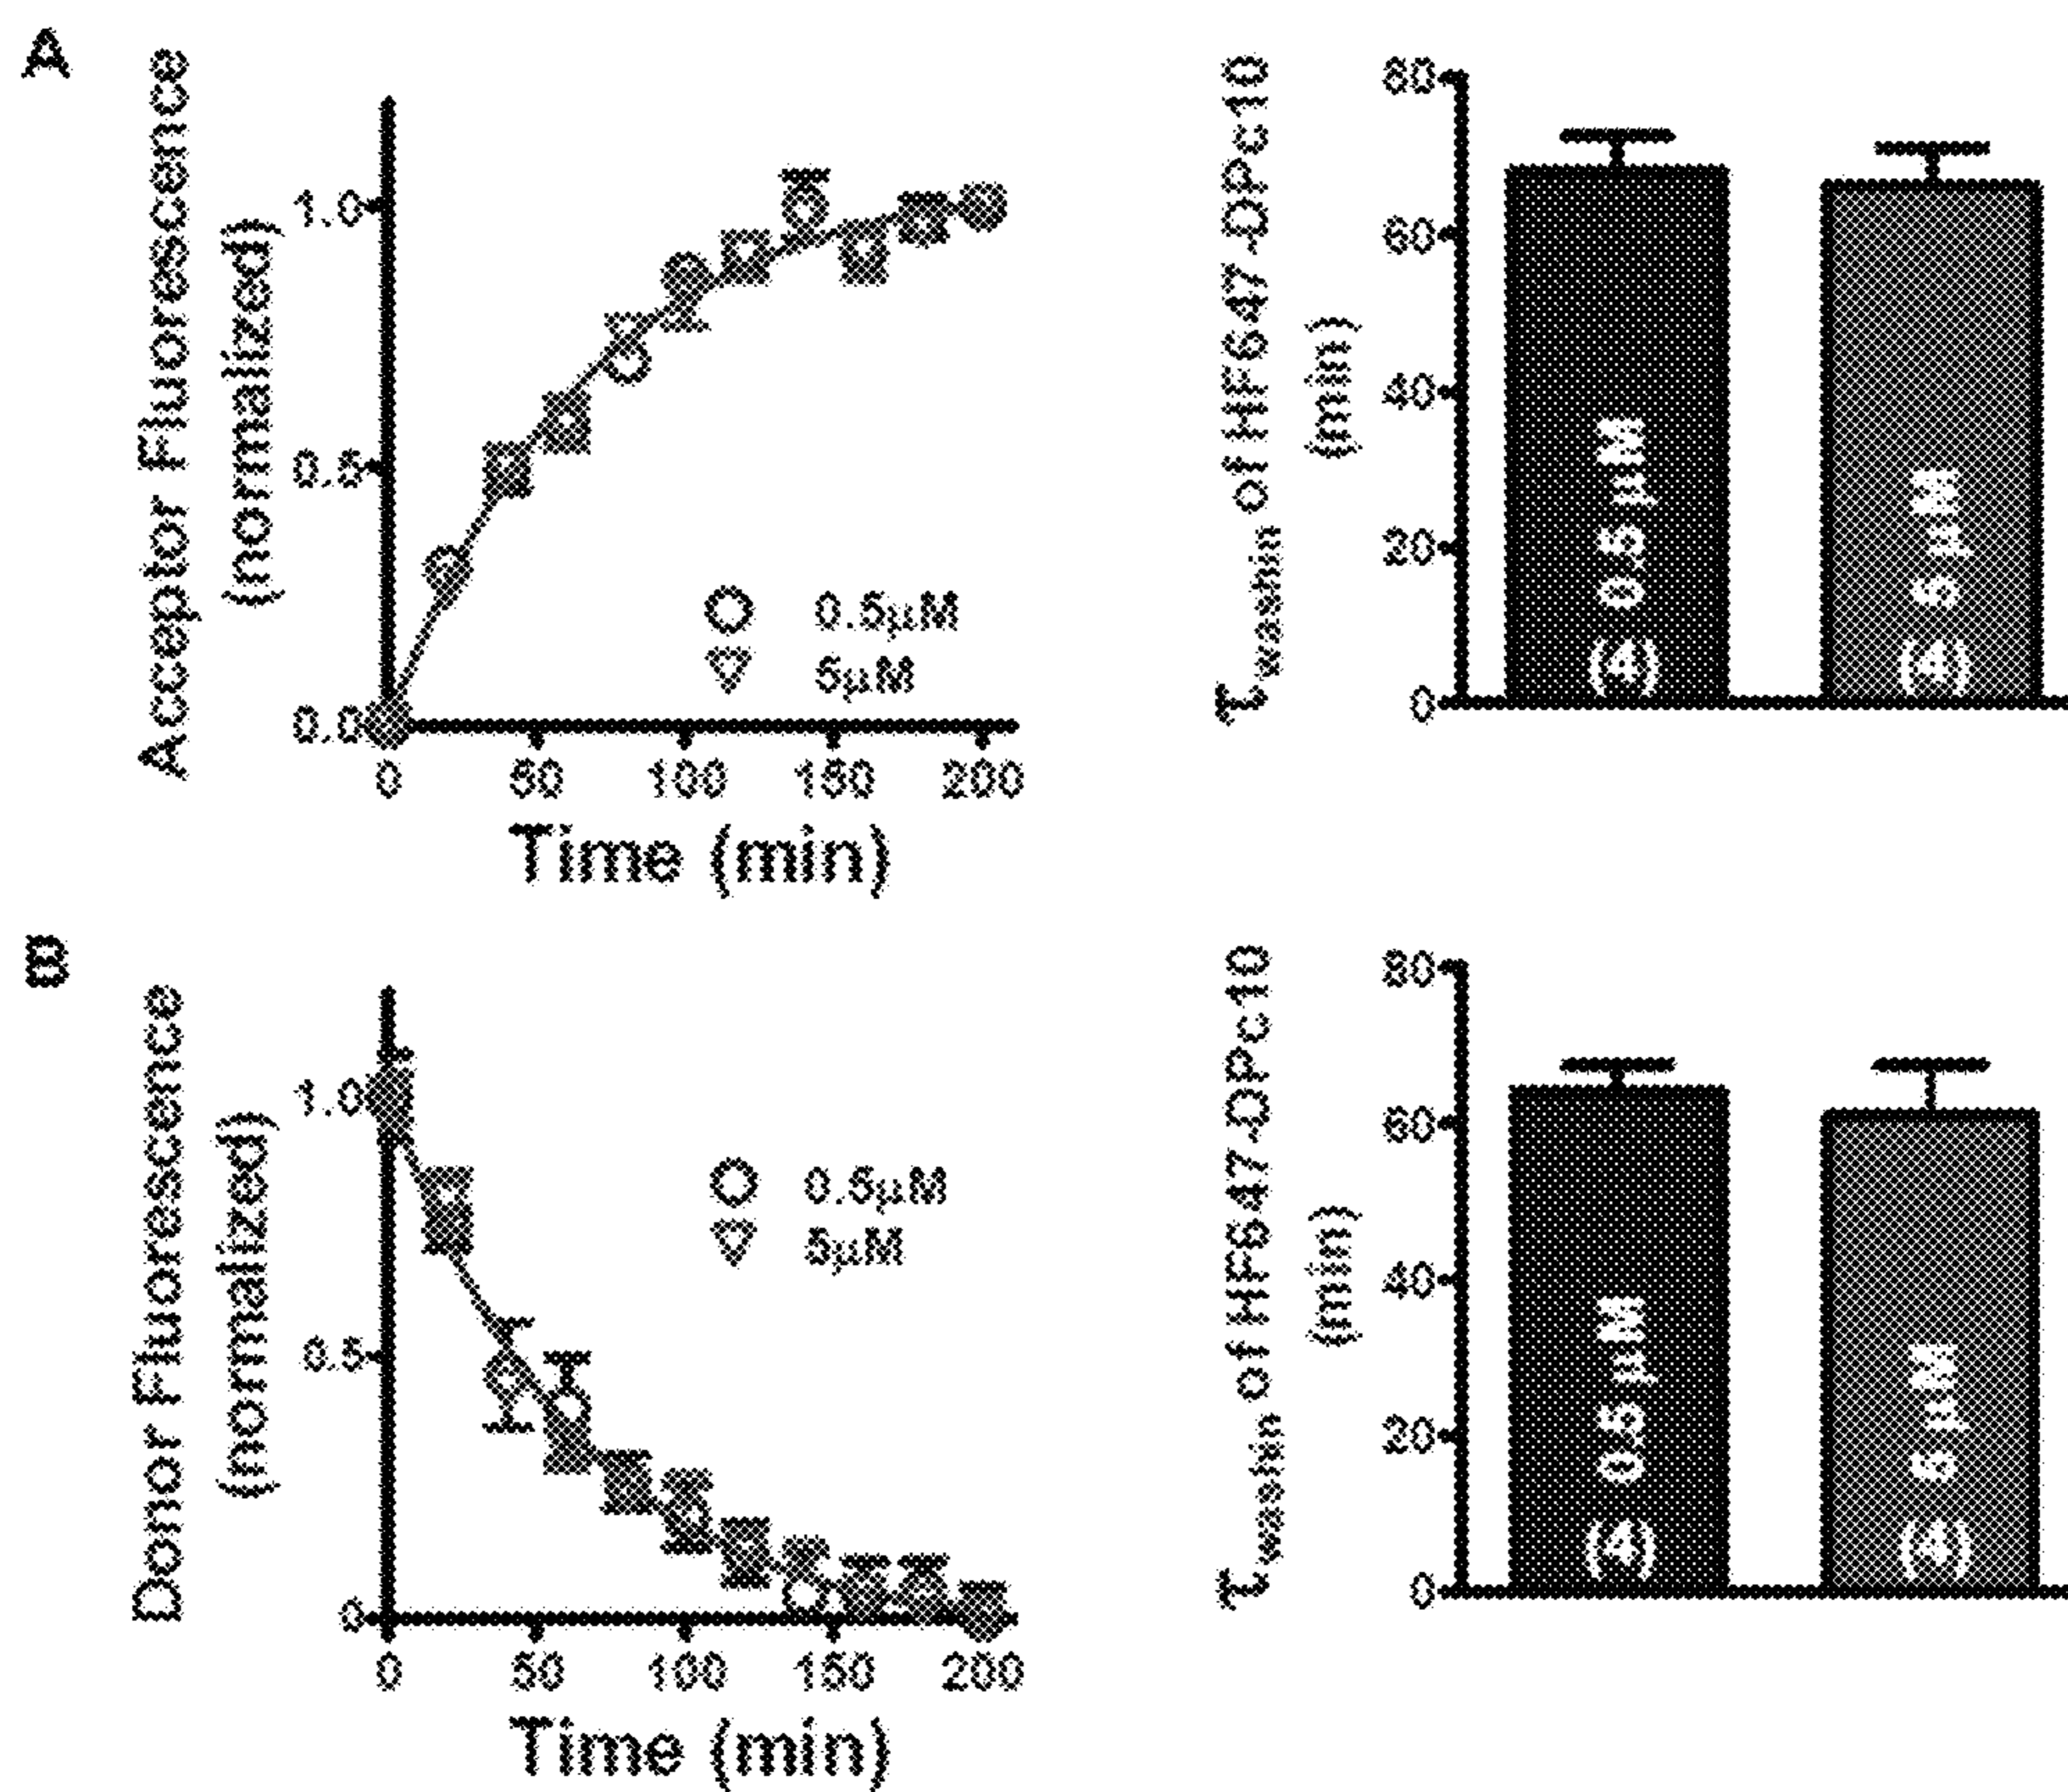 A
Acceptor Fluorescence
(normalized)
1.0
0.5
0.0
0.5µM
5µM
0
50
100
150
200
Time (min)
τwashin of HF647-DPc10
(min)
80
60
40
20
0
(4) 0.5 µM
(4) 5 µM
B
Donor Fluorescence
(normalized)
1.0
0.5
0
0.5µM
5µM
0
50
100
150
200
Time (min)
τwashin of HF647-DPc10
(min)
80
60
40
20
0
(4) 0.5 µM
(4) 5 µM